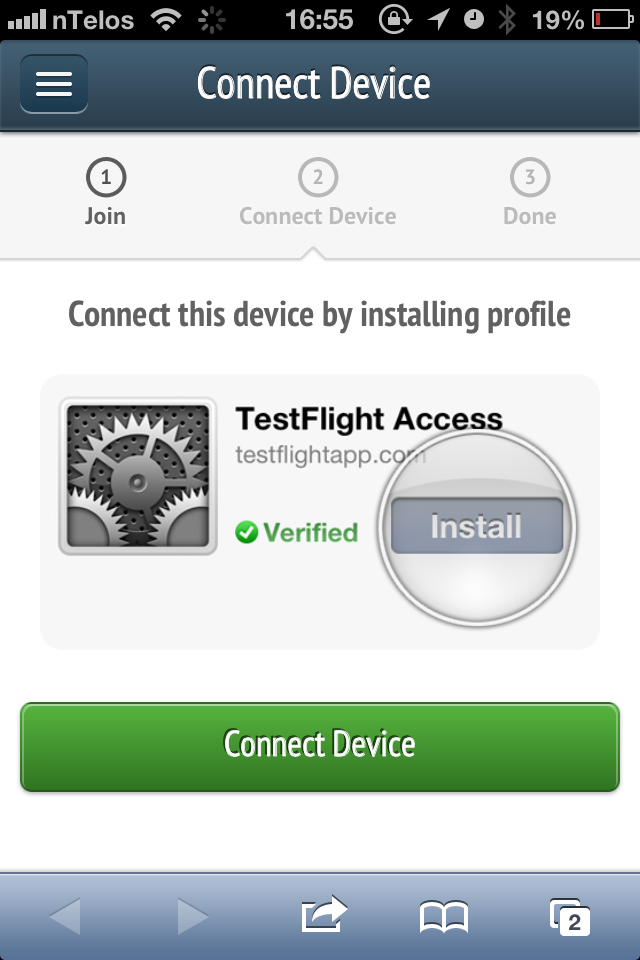 nTelos 16:55 19%
Connect Device
1 2 3
Join Connect Device Done
Connect this device by installing profile
TestFlight Access
testflightapp.com
Verified
Install
Connect Device
2